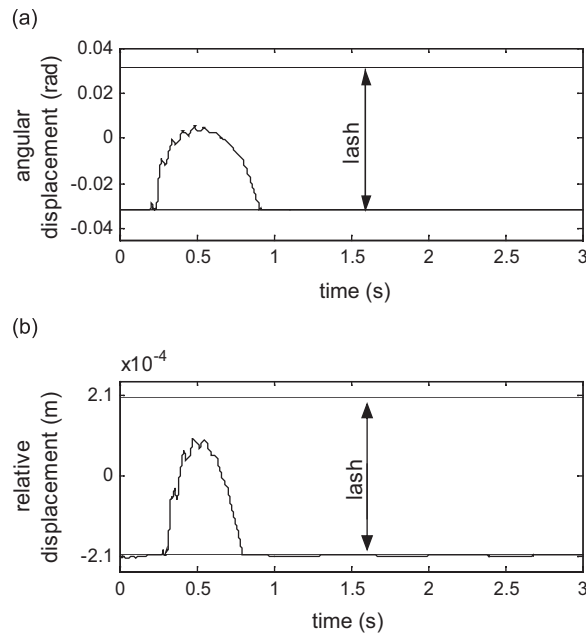 (a)
0.04
0.02
0
-0.02
-0.04
angular
displacement (rad)
lash
0 0.5 1 1.5 2 2.5 3
time (s)
(b)
x10-4
2.1
0
-2.1
relative
displacement (m)
lash
0 0.5 1 1.5 2 2.5 3
time (s)